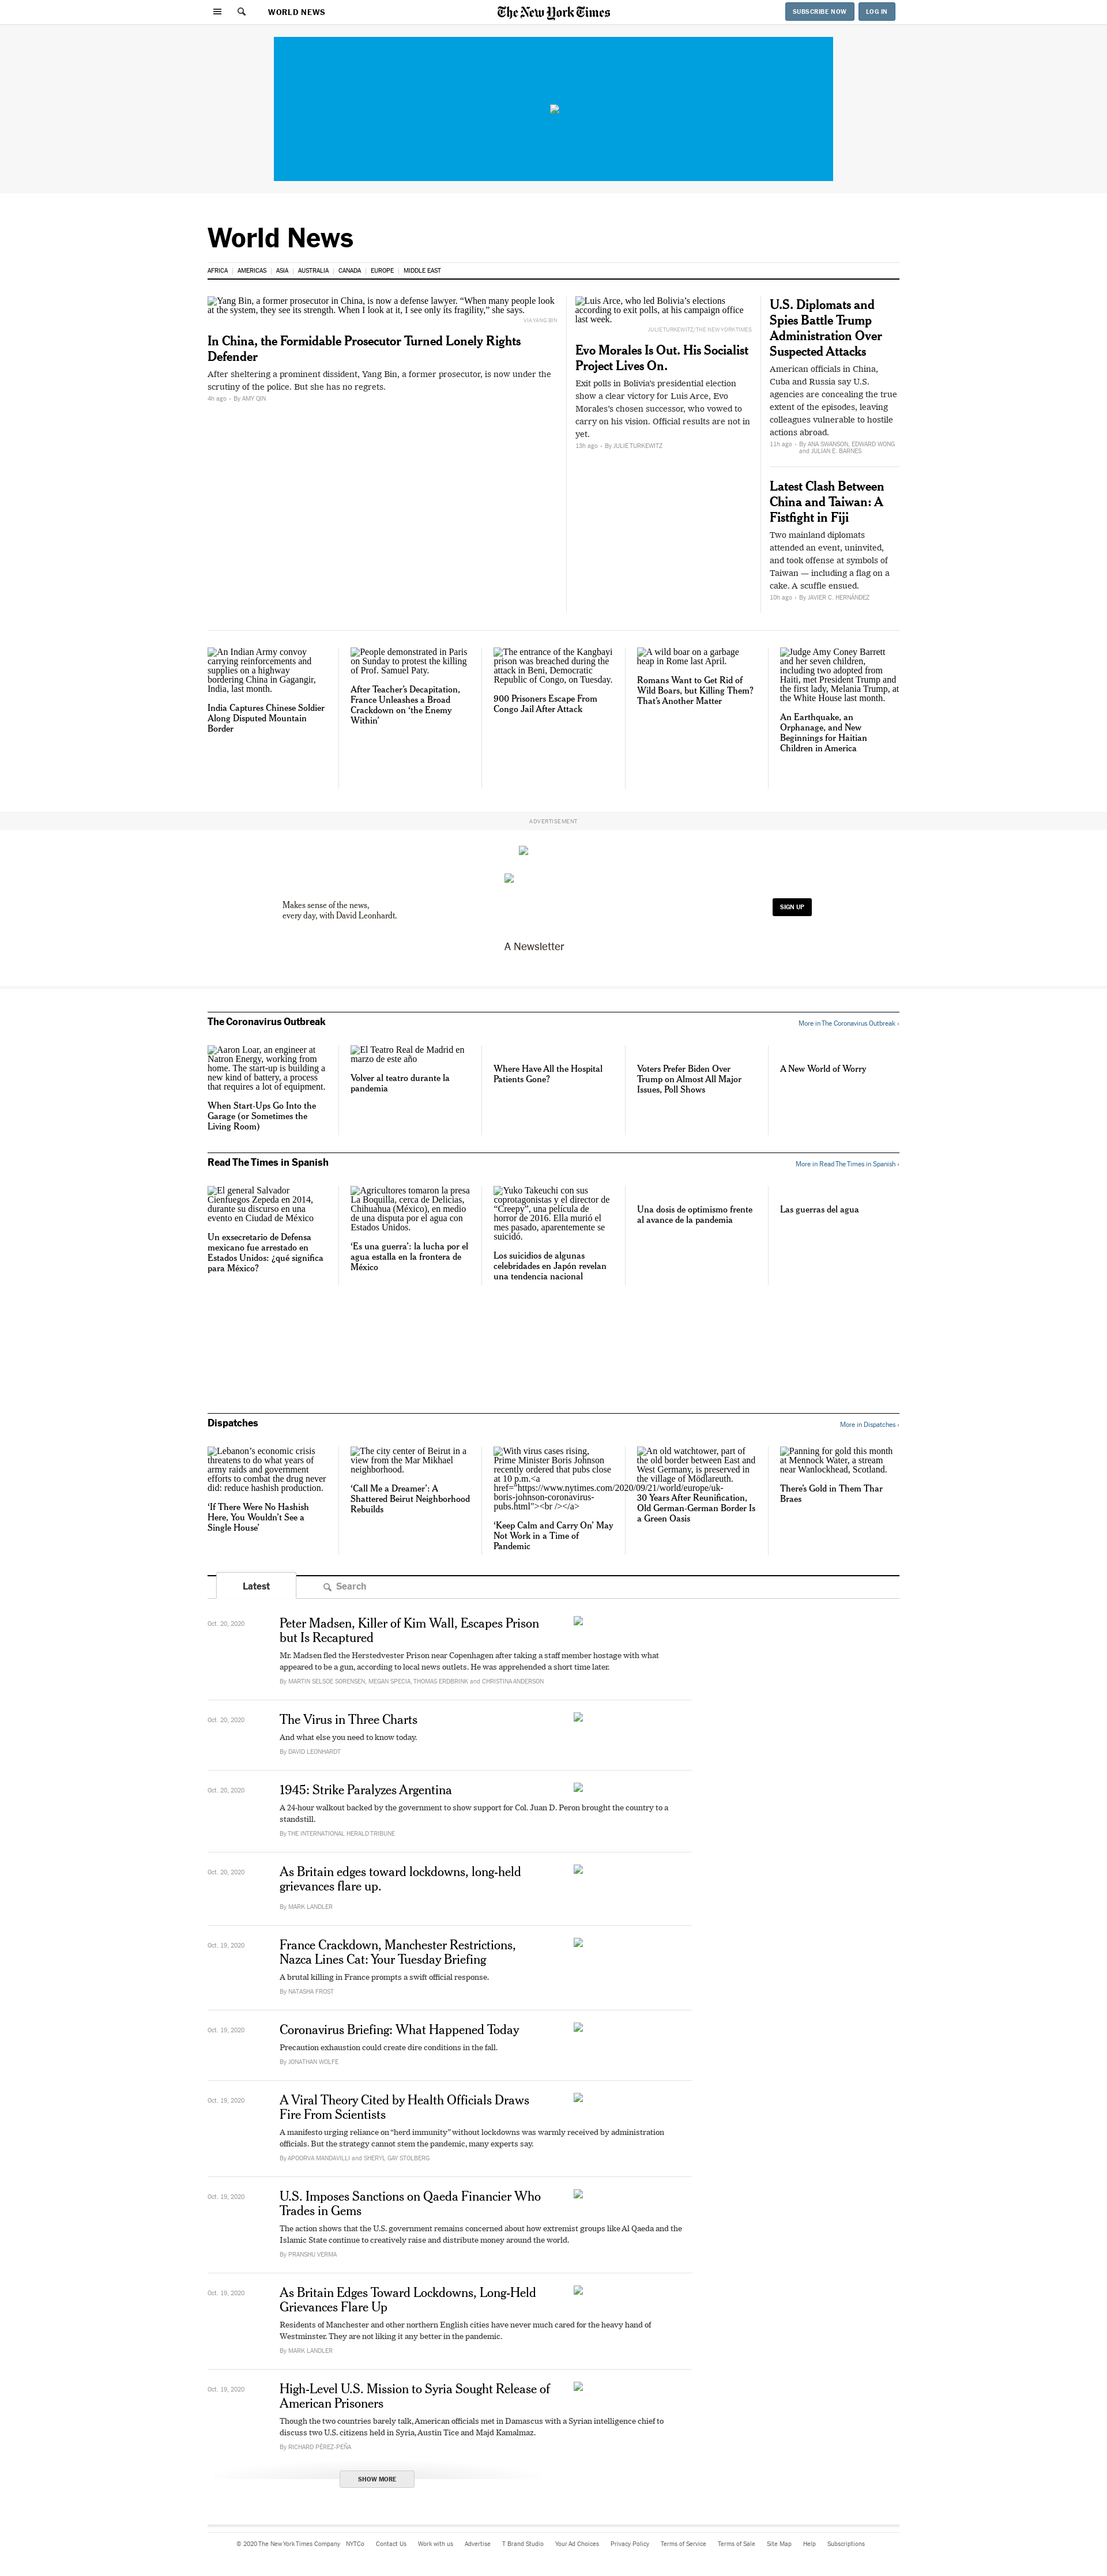 WORLD NEWS
The New York Times
SUBSCRIBE NOW
LOG IN
World News
AFRICA
AMERICAS
ASIA
AUSTRALIA
CANADA
EUROPE
MIDDLE EAST
Yang Bin, a former prosecutor in China, is now a defense lawyer. “When many people look
at the system, they see its strength. When I look at it, I see only its fragility,” she says.
VIA YANG BIN
In China, the Formidable Prosecutor Turned Lonely Rights
Defender
After sheltering a prominent dissident, Yang Bin, a former prosecutor, is now under the
scrutiny of the police. But she has no regrets.
4h ago
By AMY QIN
Luis Arce, who led Bolivia’s elections
according to exit polls, at his campaign office
last week.
JULIE TURKEWITZ/THE NEW YORK TIMES
Evo Morales Is Out. His Socialist
Project Lives On.
Exit polls in Bolivia’s presidential election
show a clear victory for Luis Arce, Evo
Morales’s chosen successor, who vowed to
carry on his vision. Official results are not in
yet.
13h ago
By JULIE TURKEWITZ
U.S. Diplomats and
Spies Battle Trump
Administration Over
Suspected Attacks
American officials in China,
Cuba and Russia say U.S.
agencies are concealing the true
extent of the episodes, leaving
colleagues vulnerable to hostile
actions abroad.
11h ago
By ANA SWANSON, EDWARD WONG
and JULIAN E. BARNES
Latest Clash Between
China and Taiwan: A
Fistfight in Fiji
Two mainland diplomats
attended an event, uninvited,
and took offense at symbols of
Taiwan — including a flag on a
cake. A scuffle ensued.
10h ago
By JAVIER C. HERNÁNDEZ
An Indian Army convoy
carrying reinforcements and
supplies on a highway
bordering China in Gagangir,
India, last month.
India Captures Chinese Soldier
Along Disputed Mountain
Border
People demonstrated in Paris
on Sunday to protest the killing
of Prof. Samuel Paty.
After Teacher’s Decapitation,
France Unleashes a Broad
Crackdown on ‘the Enemy
Within’
The entrance of the Kangbayi
prison was breached during the
attack in Beni, Democratic
Republic of Congo, on Tuesday.
900 Prisoners Escape From
Congo Jail After Attack
A wild boar on a garbage
heap in Rome last April.
Romans Want to Get Rid of
Wild Boars, but Killing Them?
That’s Another Matter
Judge Amy Coney Barrett
and her seven children,
including two adopted from
Haiti, met President Trump and
the first lady, Melania Trump, at
the White House last month.
An Earthquake, an
Orphanage, and New
Beginnings for Haitian
Children in America
ADVERTISEMENT
Makes sense of the news,
every day, with David Leonhardt.
SIGN UP
A Newsletter
The Coronavirus Outbreak
More in The Coronavirus Outbreak ›
Aaron Loar, an engineer at
Natron Energy, working from
home. The start-up is building a
new kind of battery, a process
that requires a lot of equipment.
When Start-Ups Go Into the
Garage (or Sometimes the
Living Room)
El Teatro Real de Madrid en
marzo de este año
Volver al teatro durante la
pandemia
Where Have All the Hospital
Patients Gone?
Voters Prefer Biden Over
Trump on Almost All Major
Issues, Poll Shows
A New World of Worry
Read The Times in Spanish
More in Read The Times in Spanish ›
El general Salvador
Cienfuegos Zepeda en 2014,
durante su discurso en una
evento en Ciudad de México
Un exsecretario de Defensa
mexicano fue arrestado en
Estados Unidos: ¿qué significa
para México?
Agricultores tomaron la presa
La Boquilla, cerca de Delicias,
Chihuahua (México), en medio
de una disputa por el agua con
Estados Unidos.
‘Es una guerra’: la lucha por el
agua estalla en la frontera de
México
Yuko Takeuchi con sus
coprotagonistas y el director de
“Creepy”, una película de
horror de 2016. Ella murió el
mes pasado, aparentemente se
suicidó.
Los suicidios de algunas
celebridades en Japón revelan
una tendencia nacional
Una dosis de optimismo frente
al avance de la pandemia
Las guerras del agua
Dispatches
More in Dispatches ›
Lebanon’s economic crisis
threatens to do what years of
army raids and government
efforts to combat the drug never
did: reduce hashish production.
‘If There Were No Hashish
Here, You Wouldn’t See a
Single House’
The city center of Beirut in a
view from the Mar Mikhael
neighborhood.
‘Call Me a Dreamer’: A
Shattered Beirut Neighborhood
Rebuilds
With virus cases rising,
Prime Minister Boris Johnson
recently ordered that pubs close
at 10 p.m.<a
href="https://www.nytimes.com/2020/09/21/world/europe/uk-
boris-johnson-coronavirus-
pubs.html"><br /></a>
‘Keep Calm and Carry On’ May
Not Work in a Time of
Pandemic
An old watchtower, part of
the old border between East and
West Germany, is preserved in
the village of Mödlareuth.
30 Years After Reunification,
Old German-German Border Is
a Green Oasis
Panning for gold this month
at Mennock Water, a stream
near Wanlockhead, Scotland.
There’s Gold in Them Thar
Braes
Latest
Search
Oct. 20, 2020
Peter Madsen, Killer of Kim Wall, Escapes Prison
but Is Recaptured
Mr. Madsen fled the Herstedvester Prison near Copenhagen after taking a staff member hostage with what
appeared to be a gun, according to local news outlets. He was apprehended a short time later.
By MARTIN SELSOE SORENSEN, MEGAN SPECIA, THOMAS ERDBRINK and CHRISTINA ANDERSON
Oct. 20, 2020
The Virus in Three Charts
And what else you need to know today.
By DAVID LEONHARDT
Oct. 20, 2020
1945: Strike Paralyzes Argentina
A 24-hour walkout backed by the government to show support for Col. Juan D. Peron brought the country to a
standstill.
By THE INTERNATIONAL HERALD TRIBUNE
Oct. 20, 2020
As Britain edges toward lockdowns, long-held
grievances flare up.
By MARK LANDLER
Oct. 19, 2020
France Crackdown, Manchester Restrictions,
Nazca Lines Cat: Your Tuesday Briefing
A brutal killing in France prompts a swift official response.
By NATASHA FROST
Oct. 19, 2020
Coronavirus Briefing: What Happened Today
Precaution exhaustion could create dire conditions in the fall.
By JONATHAN WOLFE
Oct. 19, 2020
A Viral Theory Cited by Health Officials Draws
Fire From Scientists
A manifesto urging reliance on “herd immunity” without lockdowns was warmly received by administration
officials. But the strategy cannot stem the pandemic, many experts say.
By APOORVA MANDAVILLI and SHERYL GAY STOLBERG
Oct. 19, 2020
U.S. Imposes Sanctions on Qaeda Financier Who
Trades in Gems
The action shows that the U.S. government remains concerned about how extremist groups like Al Qaeda and the
Islamic State continue to creatively raise and distribute money around the world.
By PRANSHU VERMA
Oct. 19, 2020
As Britain Edges Toward Lockdowns, Long-Held
Grievances Flare Up
Residents of Manchester and other northern English cities have never much cared for the heavy hand of
Westminster. They are not liking it any better in the pandemic.
By MARK LANDLER
Oct. 19, 2020
High-Level U.S. Mission to Syria Sought Release of
American Prisoners
Though the two countries barely talk, American officials met in Damascus with a Syrian intelligence chief to
discuss two U.S. citizens held in Syria, Austin Tice and Majd Kamalmaz.
By RICHARD PÉREZ-PEÑA
SHOW MORE
© 2020 The New York Times Company
NYTCo
Contact Us
Work with us
Advertise
T Brand Studio
Your Ad Choices
Privacy Policy
Terms of Service
Terms of Sale
Site Map
Help
Subscriptions